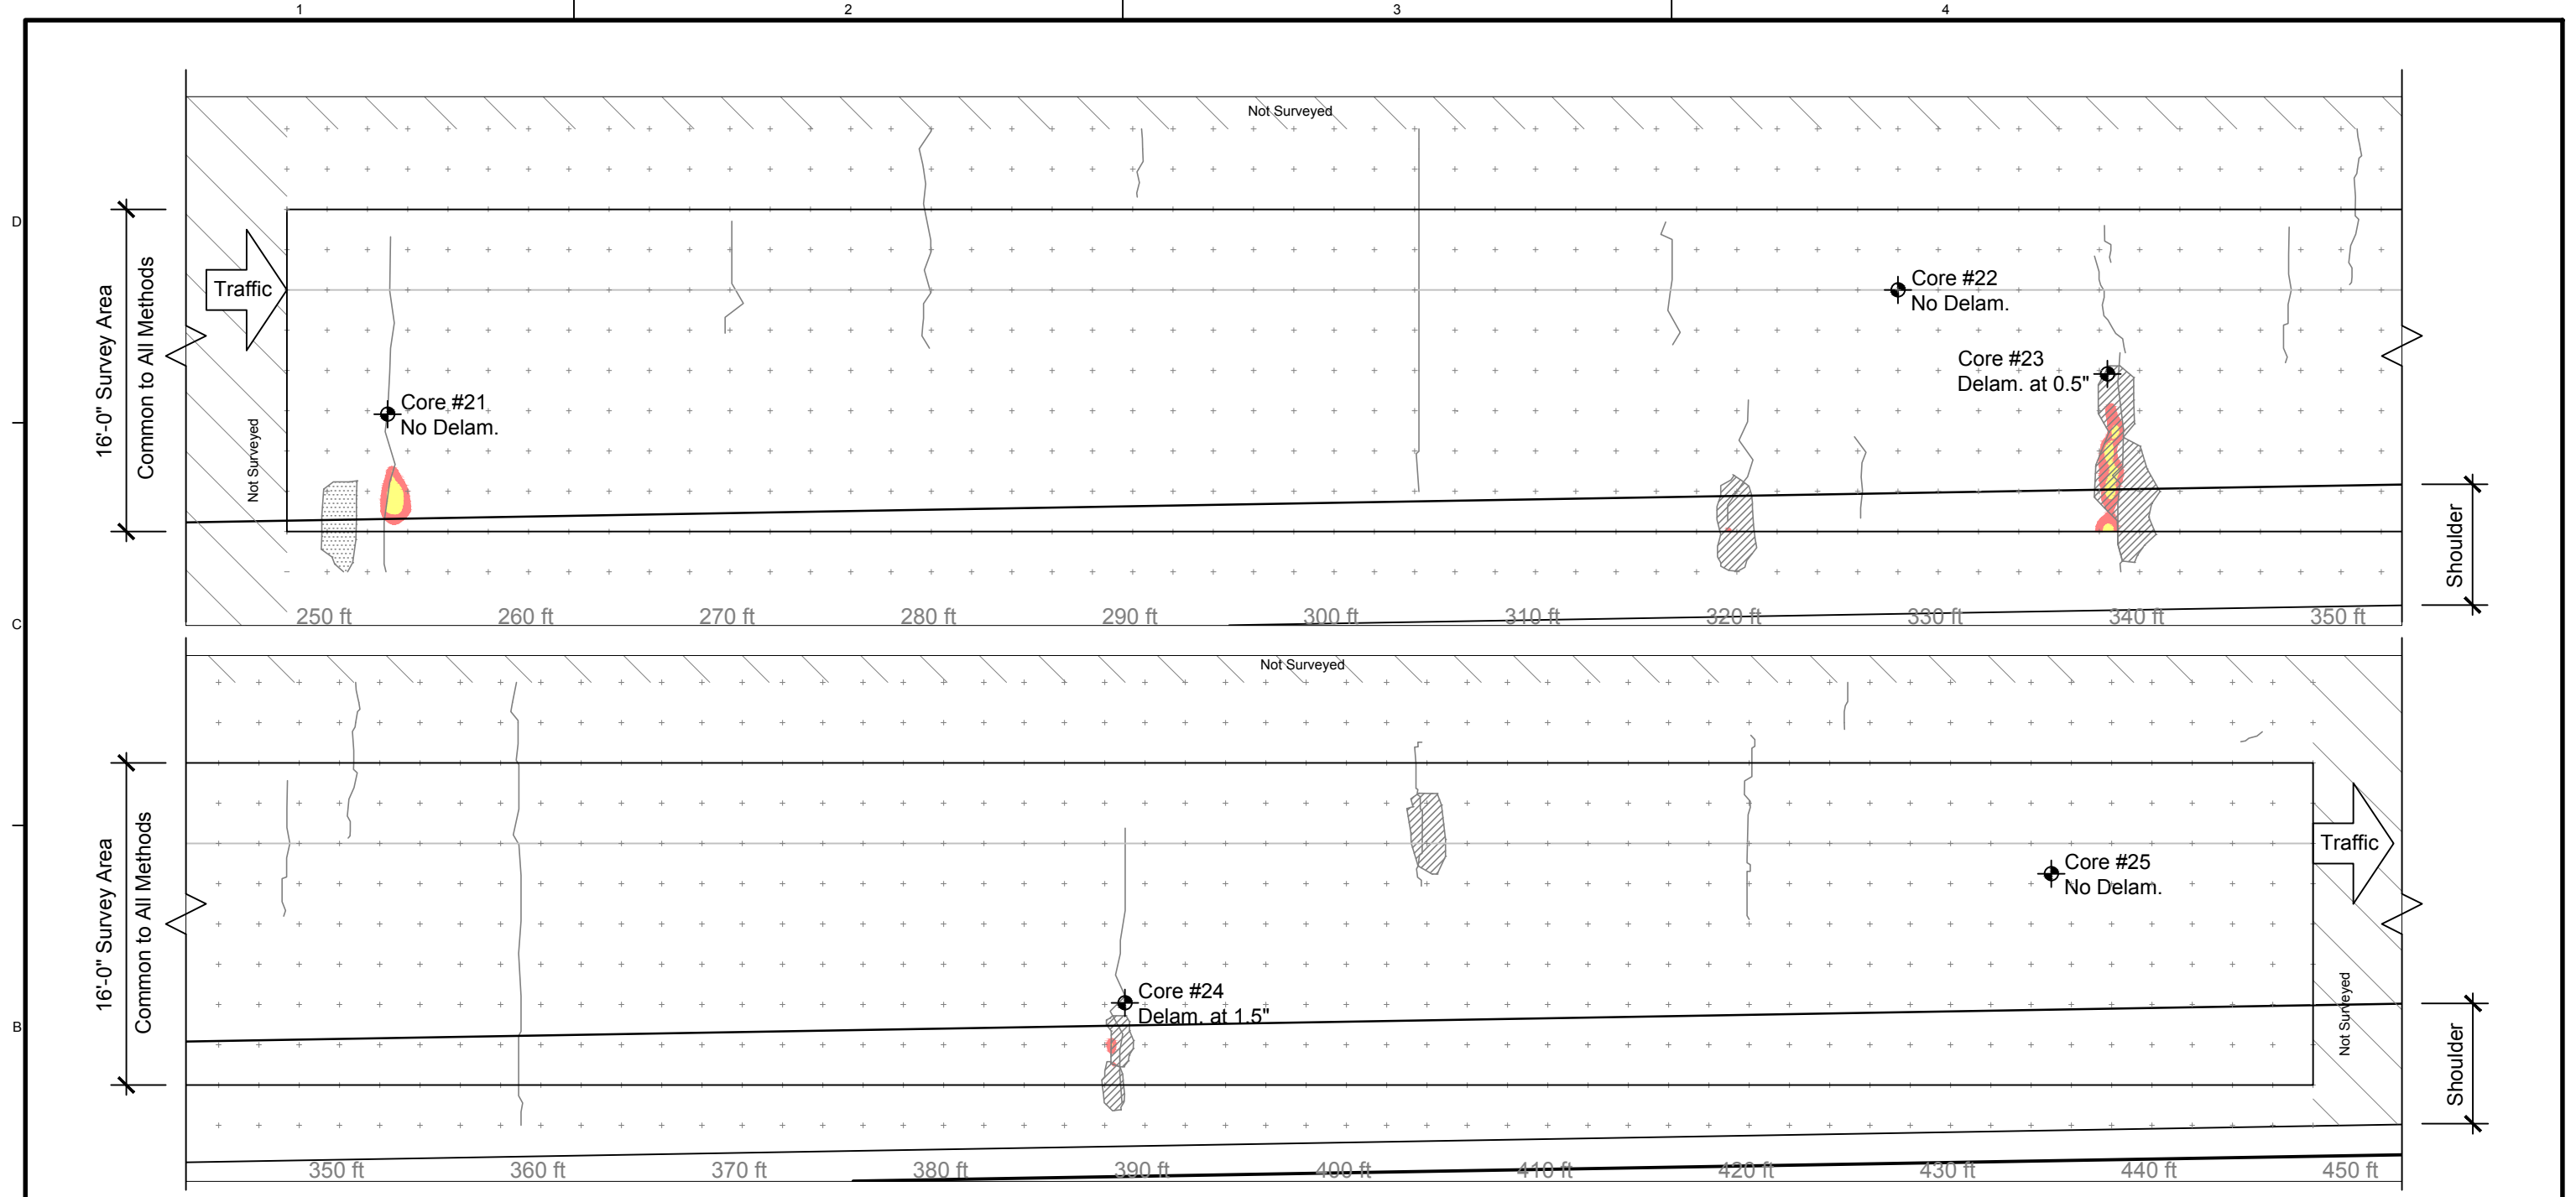 1 2 3 4
Not Surveyed
D
16'-0" Survey Area
Common to All Methods
Traffic
Not Surveyed
Core #21
No Delam.
Core #22
No Delam.
Core #23
Delam. at 0.5"
Shoulder
250 ft 260 ft 270 ft 280 ft 290 ft 300 ft 310 ft 320 ft 330 ft 340 ft 350 ft
C
Not Surveyed
16'-0" Survey Area
Common to All Methods
Core #24
Delam. at 1.5"
Core #25
No Delam.
Traffic
Not Surveyed
Shoulder
B
350 ft 360 ft 370 ft 380 ft 390 ft 400 ft 410 ft 420 ft 430 ft 440 ft 450 ft